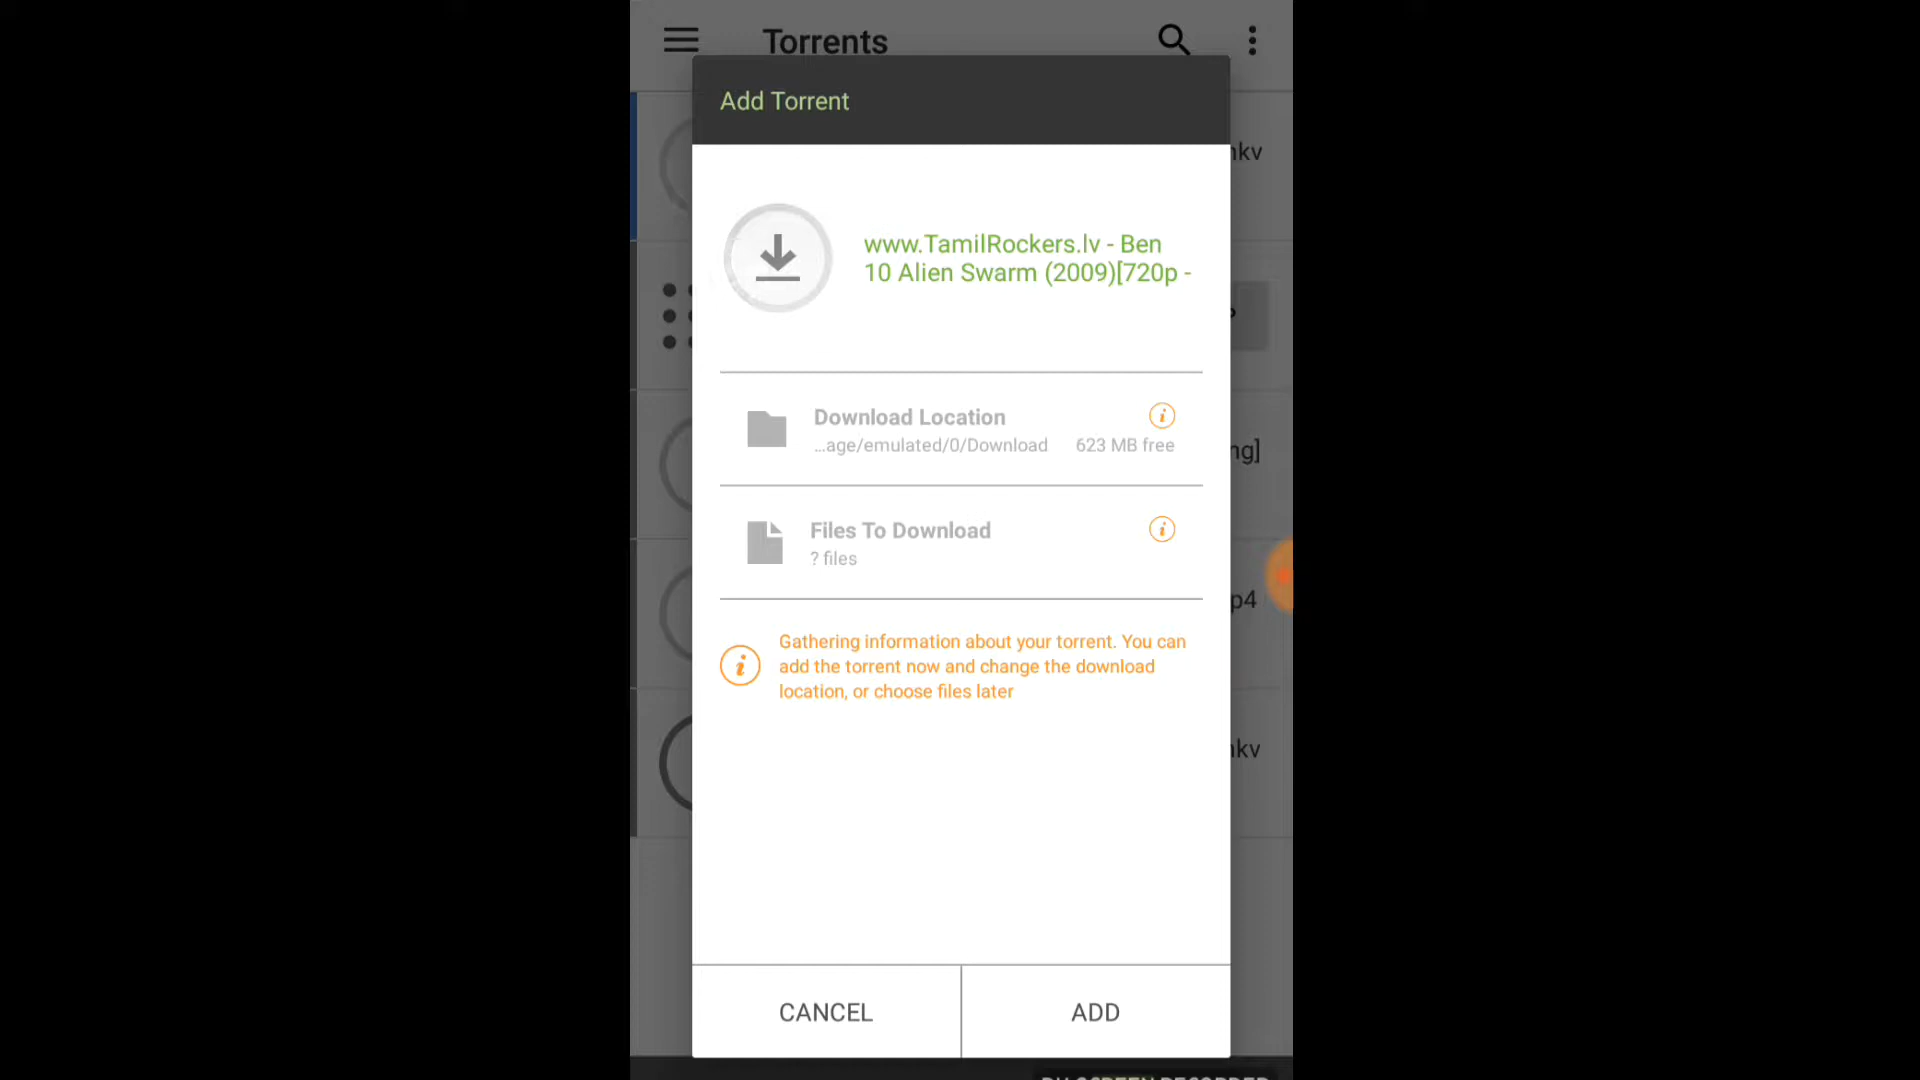 Torrents
Add Torrent
www.TamilRockers.lv - Ben
10 Alien Swarm (2009)[720p -
Download Location
...age/emulated/0/Download 623 MB free
Files To Download
? files
Gathering information about your torrent. You can
add the torrent now and change the download
location, or choose files later
CANCEL ADD